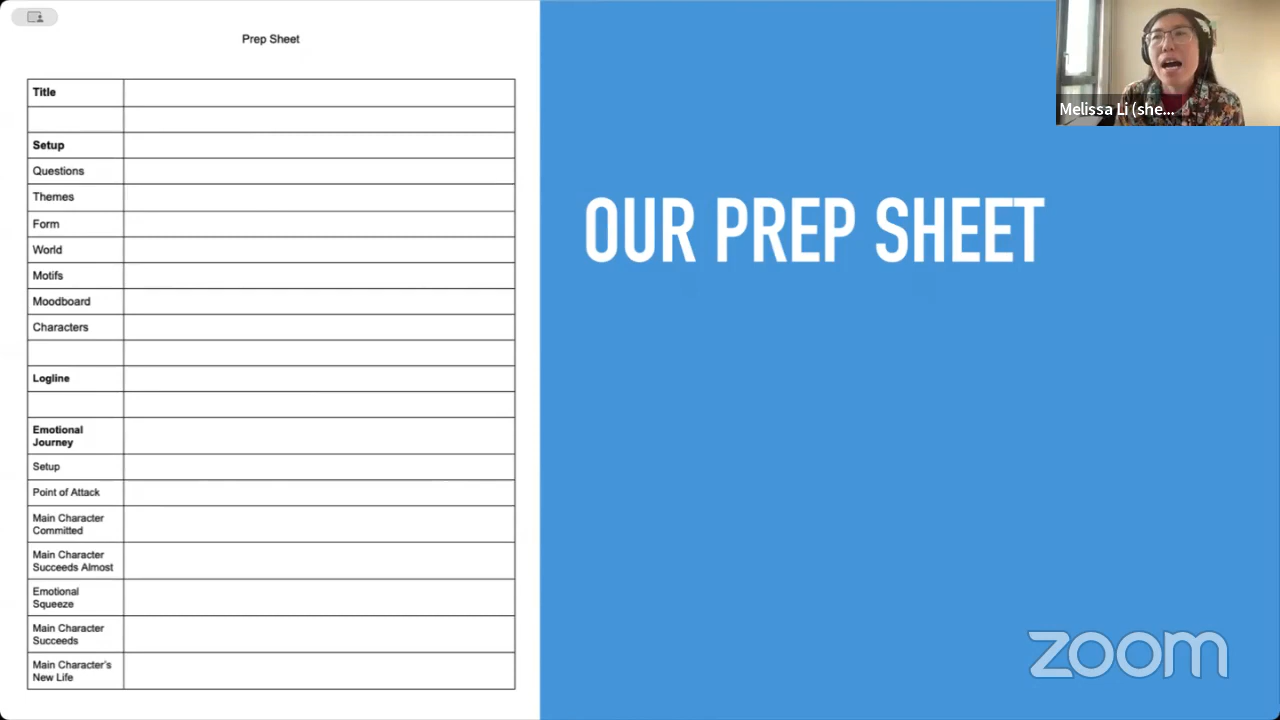 Prep Sheet
Title
Setup
Questions
Themes
Form
World
Motifs
Moodboard
Characters
Logline
Emotional
Journey
Setup
Point of Attack
Main Character
Committed
Main Character
Succeeds Almost
Emotional
Squeeze
Main Character
Succeeds
Main Character's
New Life
OUR PREP SHEET
Melissa Li (she...
zoom